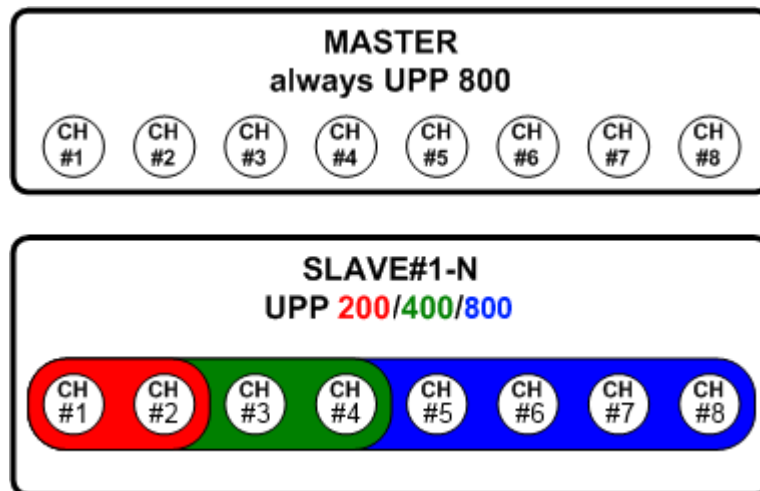 MASTER
always UPP 800
CH CH CH CH CH CH CH CH
#1 #2 #3 #4 #5 #6 #7 #8
SLAVE#1-N
UPP 200/400/800
CH CH CH CH CH CH CH CH
#1 #2 #3 #4 #5 #6 #7 #8